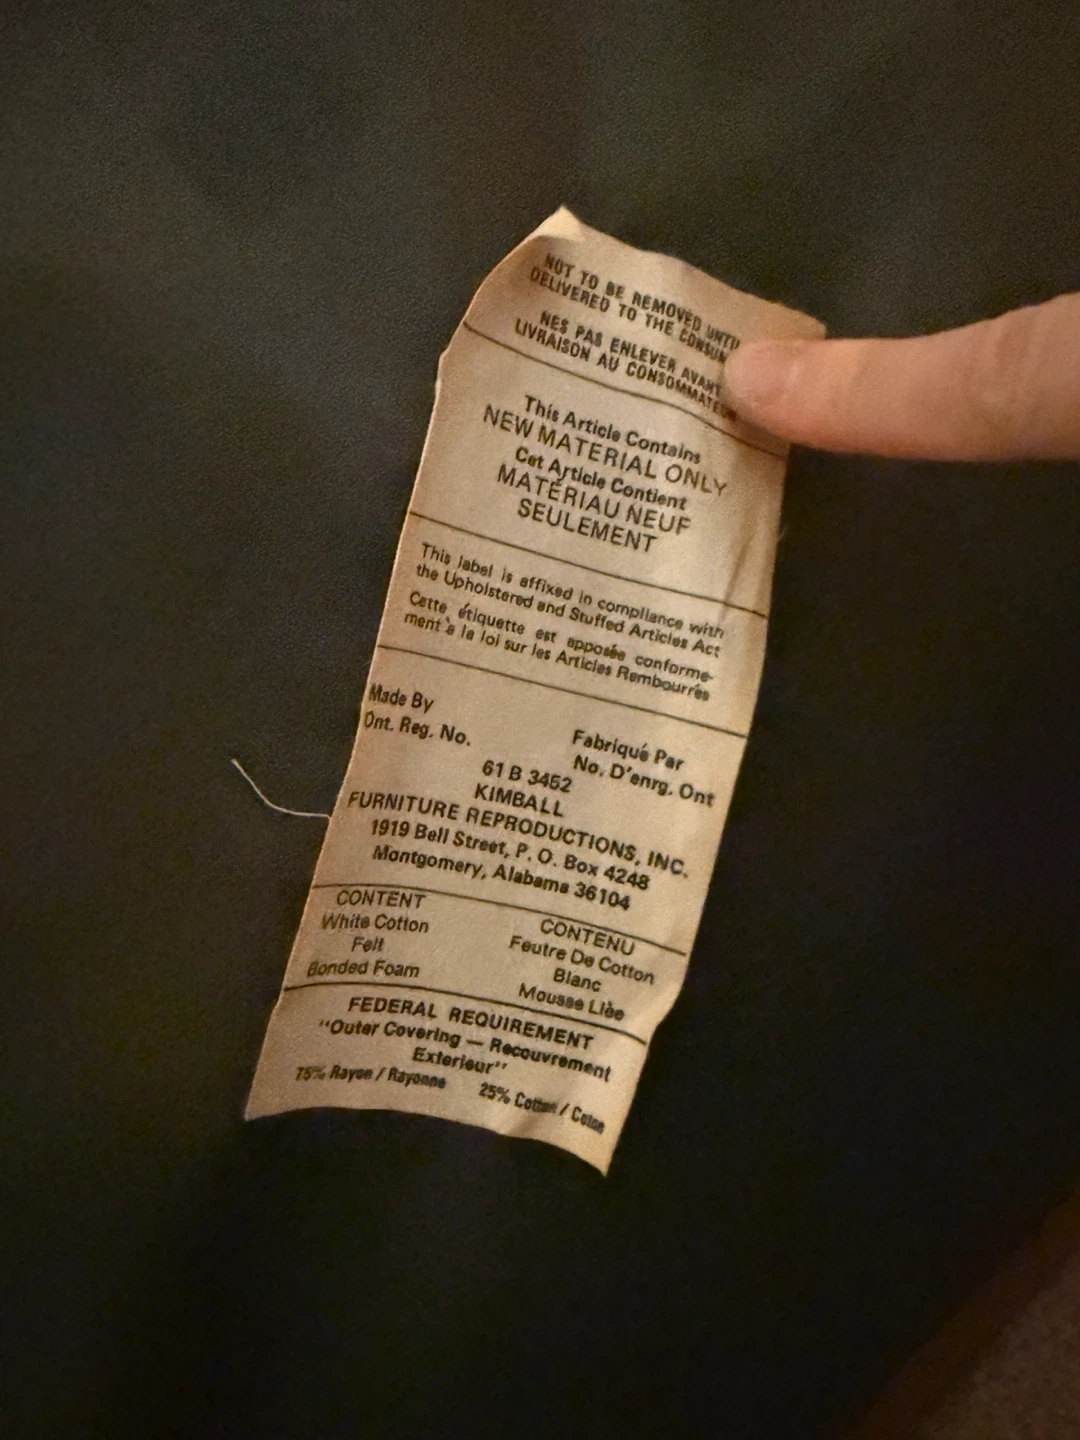 NOT TO BE REMOVED UNTIL
DELIVERED TO THE
NES PAS ENLEVER AVANT
LIVRAISON AU
This Article Contains
NEW MATERIAL ONLY
Cet Article Contient
MATÉRIAU NEUF
SEULEMENT
This label is affixed in compliance with
the Upholstered and Stuffed Articles Act
Cette étiquette est apposée conforme-
ment à la loi sur les Articles Rembourrés
Made By
Ont. Reg. No.
Fabriqué Par
No. D'enrg. Ont
61 B 3452
KIMBALL
FURNITURE REPRODUCTIONS, INC.
1919 Bell Street, P. O. Box 4248
Montgomery, Alabama 36104
CONTENT
White Cotton
Felt
Bonded Foam
CONTENU
Feutre De Cotton
Blanc
Mousse Lièe
FEDERAL REQUIREMENT
"Outer Covering — Recouvrement
Exterieur"
75% Rayon / Rayonne 25% Cotton / Coton